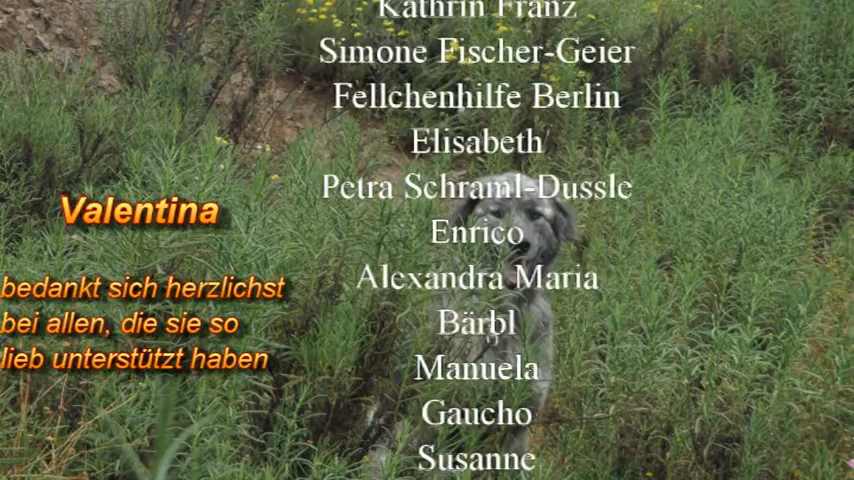 Kathrin Franz
Simone Fischer-Geier
Fellchenhilfe Berlin
Elisabeth
Petra Schraml-Dussle
Enrico
Alexandra Maria
Bärbl
Manuela
Gaucho
Susanne
Valentina
bedankt sich herzlichst
bei allen, die sie so
lieb unterstützt haben